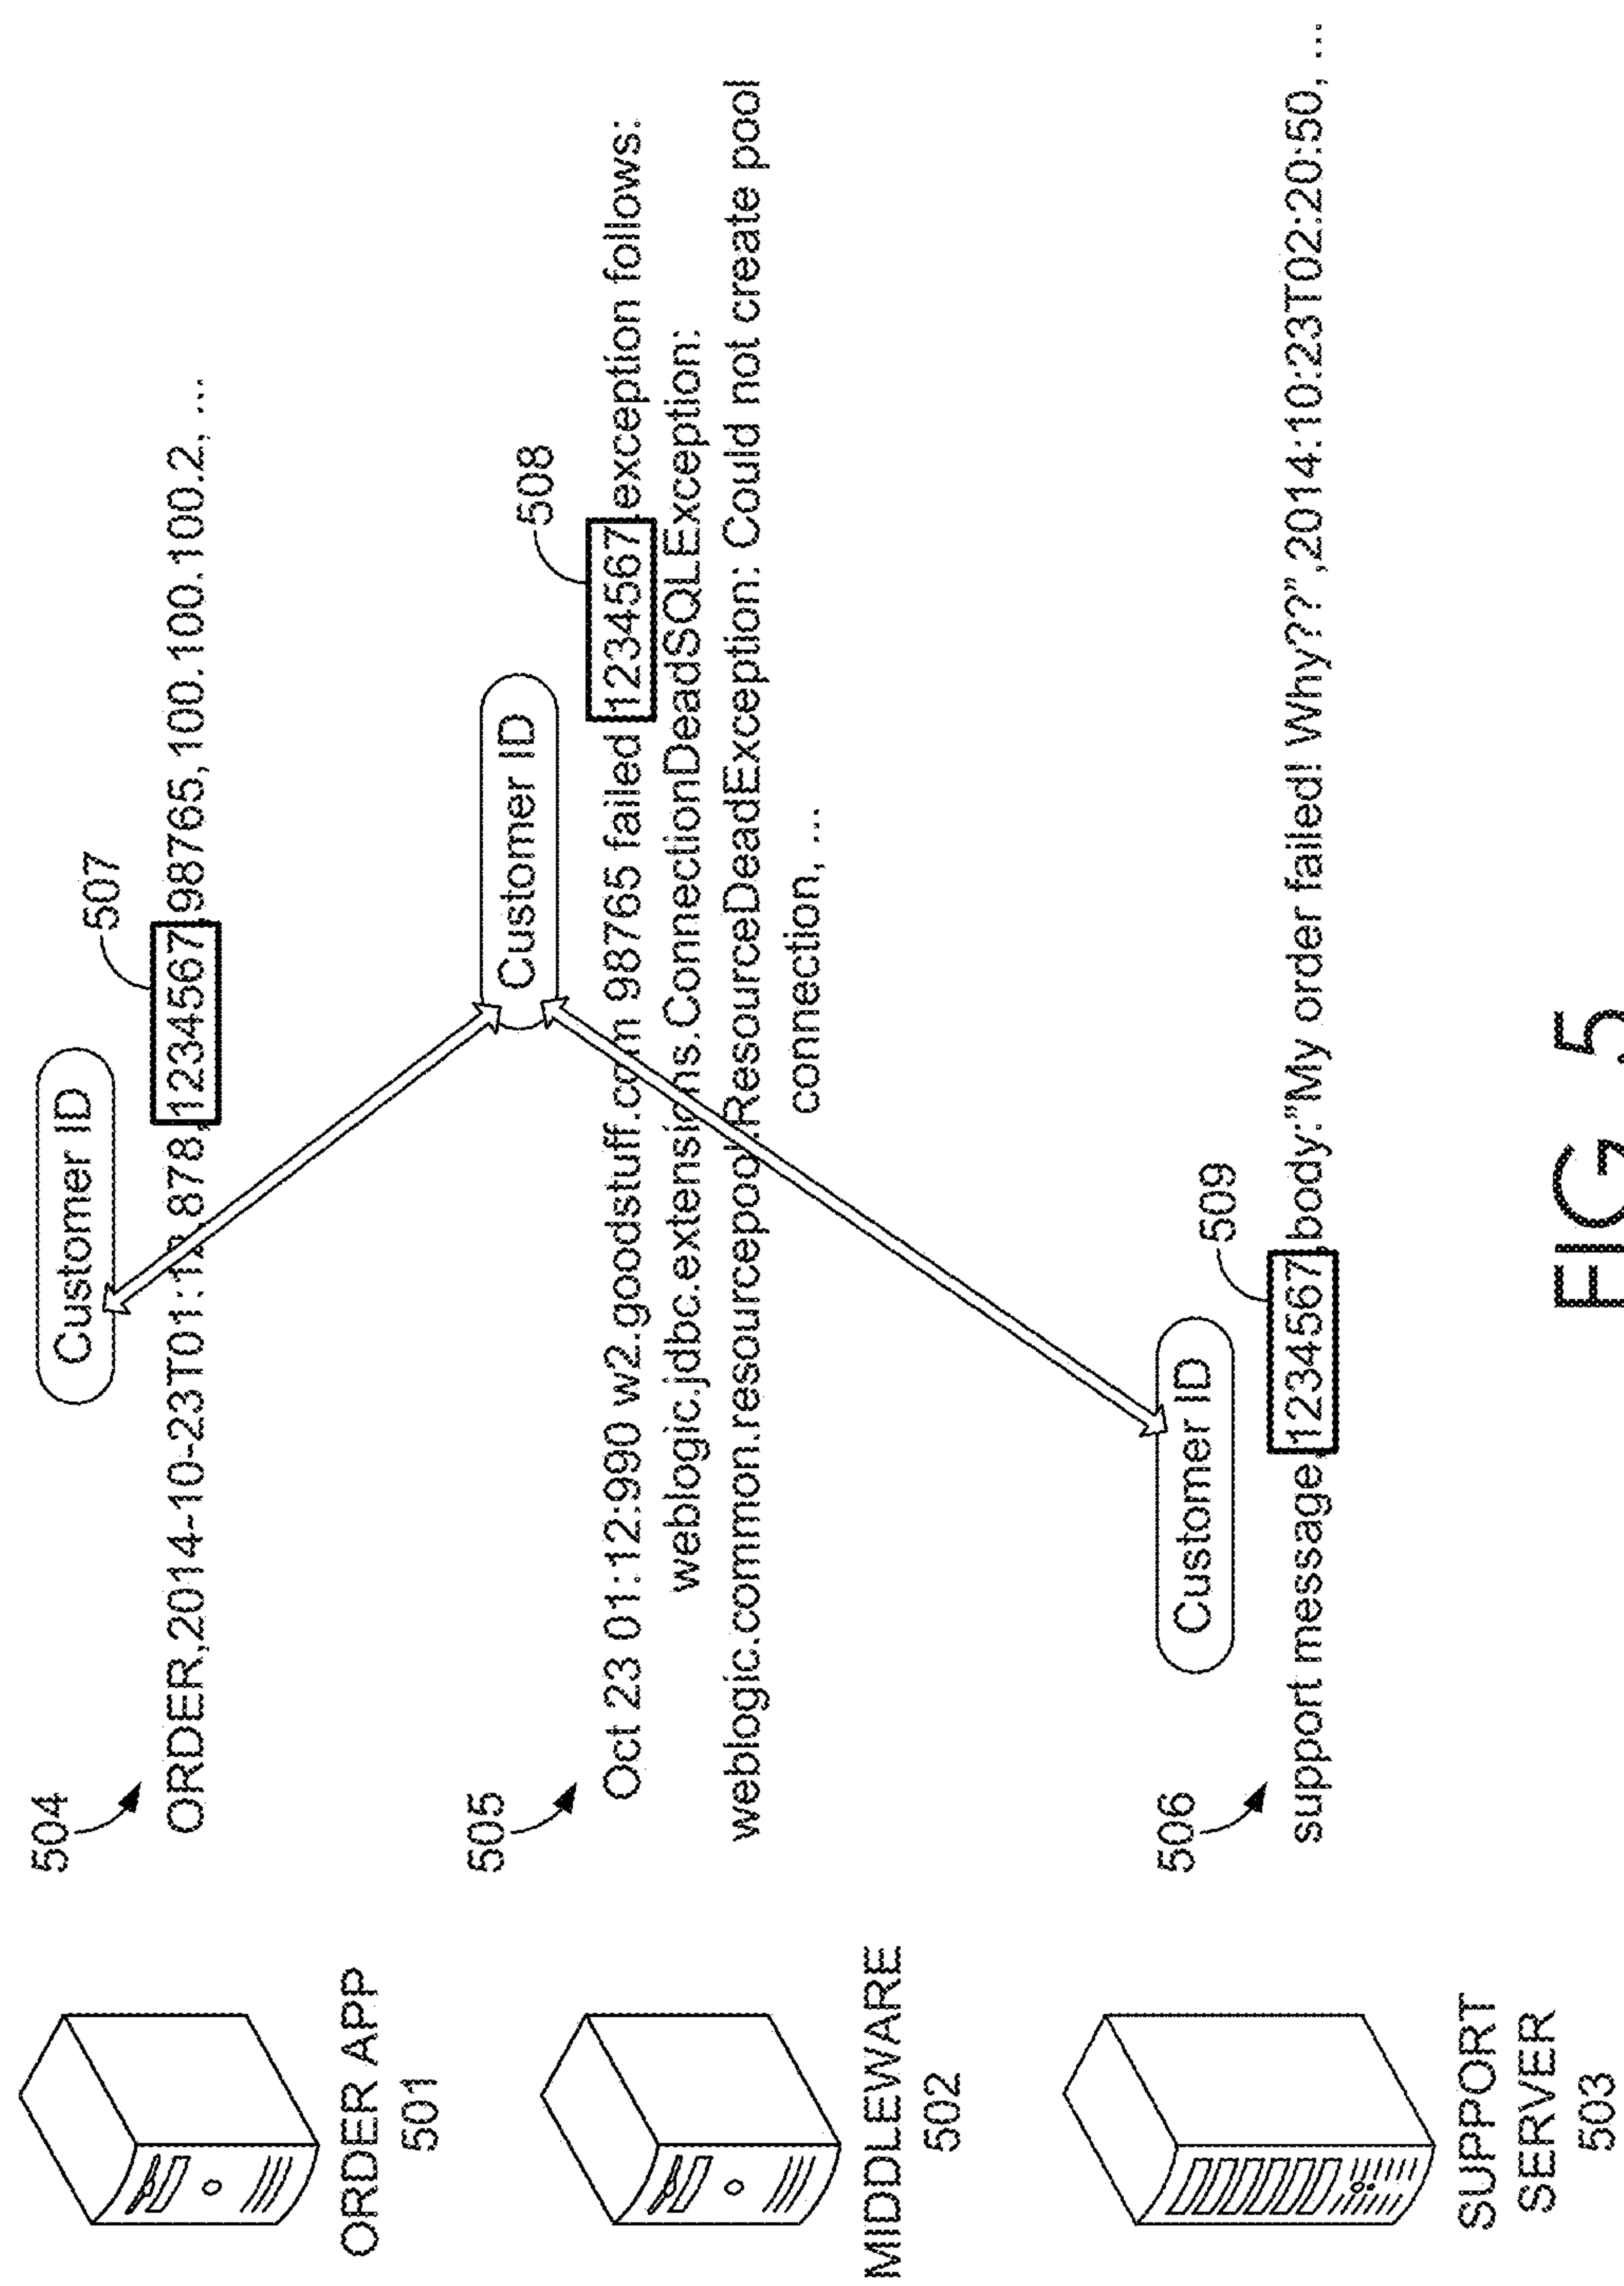 ORDER APP
501
504
Customer ID
507
ORDER,2014-10-23T01:12.878,1234567,98765,100.100.100.2, ...
MIDDLEWARE
502
505
Customer ID
508
Oct 23 01:12:990 w2.goodstuff.com 98765 failed 1234567,exception follows:
weblogic.jdbc.extensions.ConnectionDeadSQLException:
weblogic.common.resourcepool.ResourceDeadException: Could not create pool
connection, ...
SUPPORT
SERVER
503
506
Customer ID
509
support message,1234567,body:"My order failed! Why??",2014:10:23T02:20:50, ...
FIG. 5